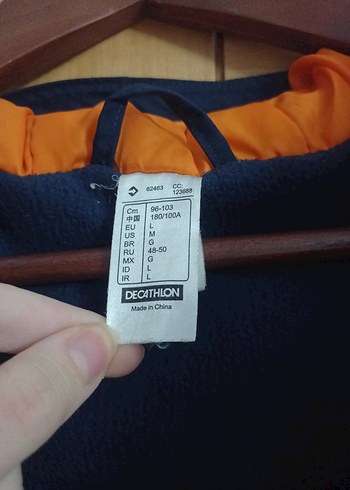 62463 CC.
123688
Cm 96-103
中国 180/100A
EU L
US M
BR G
RU 48-50
MX G
ID L
IR L
DECATHLON
Made in China